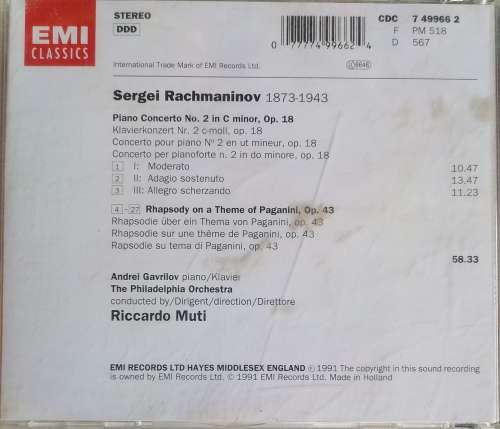 EMI
CLASSICS
STEREO
DDD
0 77774 99662 4
CDC 7 49966 2
F PM 518
D 567
International Trade Mark of EMI Records Ltd.
Sergei Rachmaninov 1873-1943
Piano Concerto No. 2 in C minor, Op. 18
Klavierkonzert Nr. 2 c-moll, op. 18
Concerto pour piano Nº 2 en ut mineur, op. 18
Concerto per pianoforte n. 2 in do minore, op. 18
1 I: Moderato 10.47
2 II: Adagio sostenuto 13.47
3 III: Allegro scherzando 11.23
4 - 27 Rhapsody on a Theme of Paganini, Op. 43
Rhapsodie über ein Thema von Paganini, op. 43
Rhapsodie sur une thème de Paganini, op. 43
Rapsodie su tema di Paganini, op. 43
58.33
Andrei Gavrilov piano/Klavier
The Philadelphia Orchestra
conducted by/Dirigent/direction/Direttore
Riccardo Muti
EMI RECORDS LTD HAYES MIDDLESEX ENGLAND ℗ 1991 The copyright in this sound recording
is owned by EMI Records Ltd. © 1991 EMI Records Ltd. Made in Holland